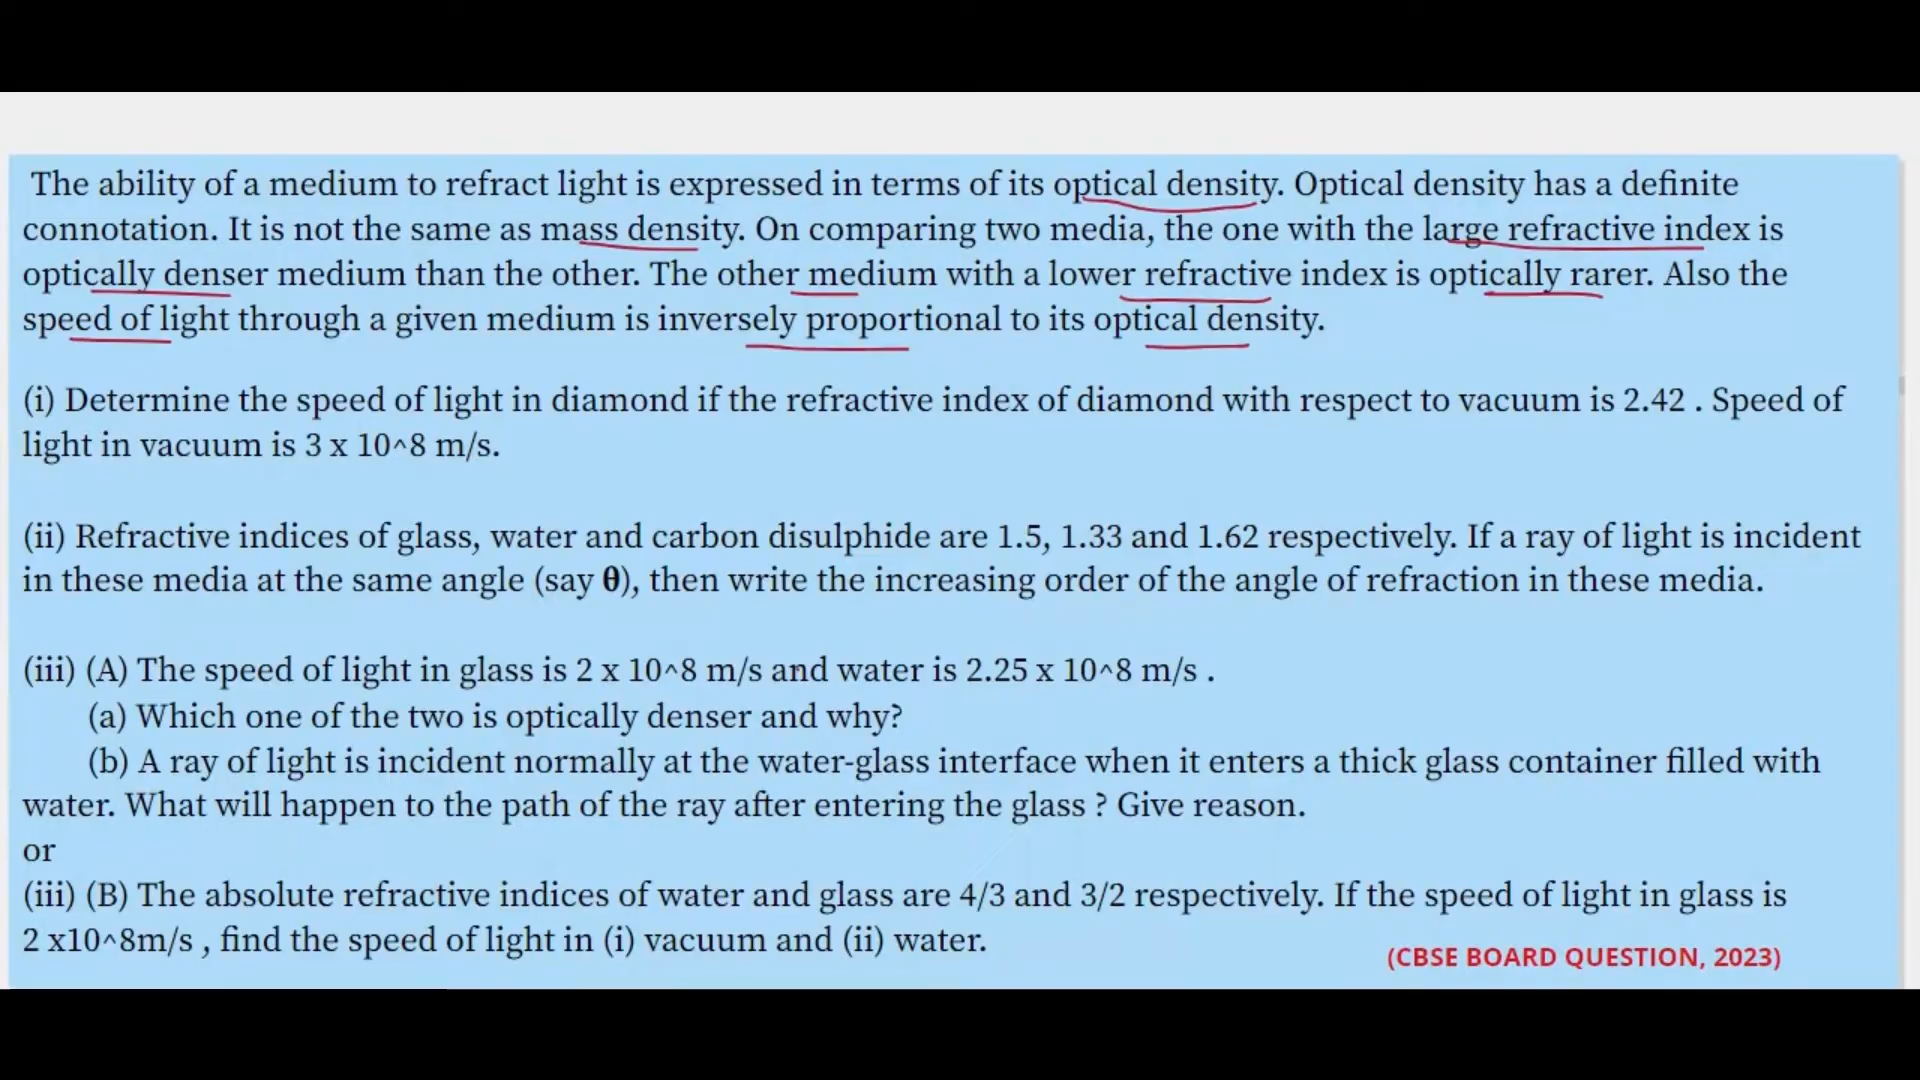 The ability of a medium to refract light is expressed in terms of its optical density. Optical density has a definite
connotation. It is not the same as mass density. On comparing two media, the one with the large refractive index is
optically denser medium than the other. The other medium with a lower refractive index is optically rarer. Also the
speed of light through a given medium is inversely proportional to its optical density.
(i) Determine the speed of light in diamond if the refractive index of diamond with respect to vacuum is 2.42 . Speed of
light in vacuum is 3 x 10^8 m/s.
(ii) Refractive indices of glass, water and carbon disulphide are 1.5, 1.33 and 1.62 respectively. If a ray of light is incident
in these media at the same angle (say θ), then write the increasing order of the angle of refraction in these media.
(iii) (A) The speed of light in glass is 2 x 10^8 m/s and water is 2.25 x 10^8 m/s .
(a) Which one of the two is optically denser and why?
(b) A ray of light is incident normally at the water-glass interface when it enters a thick glass container filled with
water. What will happen to the path of the ray after entering the glass ? Give reason.
or
(iii) (B) The absolute refractive indices of water and glass are 4/3 and 3/2 respectively. If the speed of light in glass is
2 x10^8m/s , find the speed of light in (i) vacuum and (ii) water.
(CBSE BOARD QUESTION, 2023)